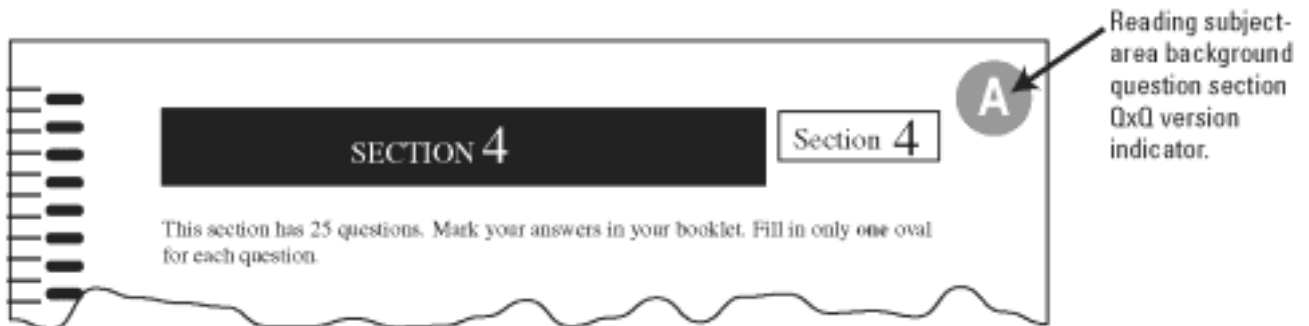 SECTION 4
Section 4
A
This section has 25 questions. Mark your answers in your booklet. Fill in only one oval
for each question.
Reading subject-
area background
question section
QxQ version
indicator.